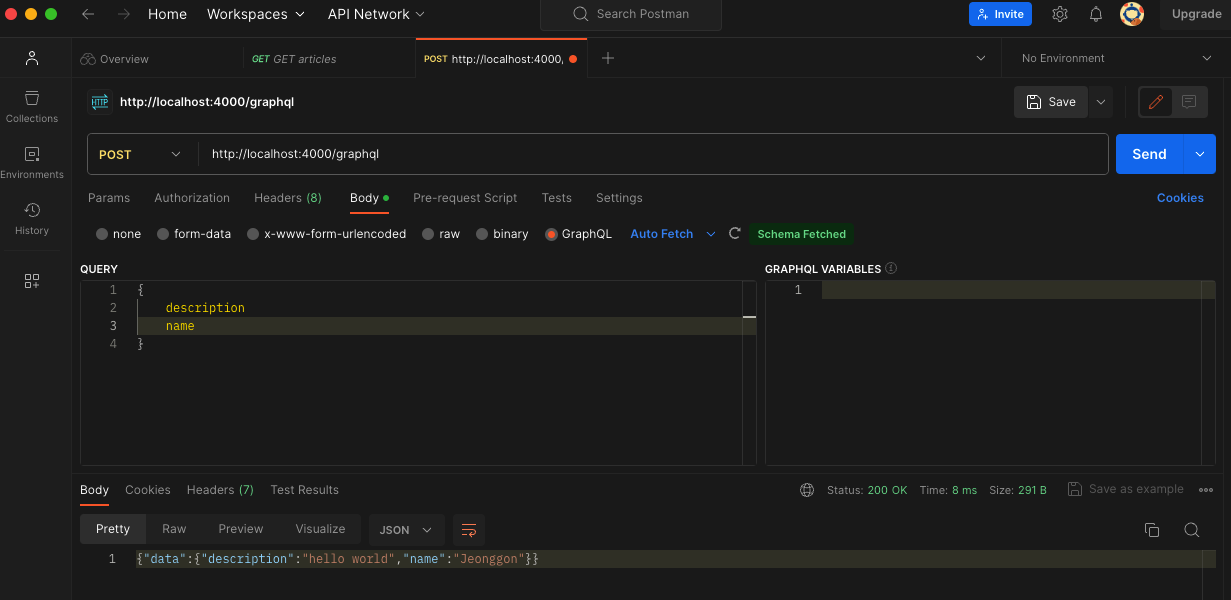 Home Workspaces API Network Search Postman Invite Upgrade
Overview GET GET articles POST http://localhost:4000, No Environment
HTTP http://localhost:4000/graphql Save
Collections
POST http://localhost:4000/graphql Send
Environments
Params Authorization Headers (8) Body Pre-request Script Tests Settings Cookies
History
none form-data x-www-form-urlencoded raw binary GraphQL Auto Fetch Schema Fetched
QUERY GRAPHQL VARIABLES
1 { 1
2 description
3 name
4 }
Body Cookies Headers (7) Test Results Status: 200 OK Time: 8 ms Size: 291 B Save as example
Pretty Raw Preview Visualize JSON
1 {"data":{"description":"hello world","name":"Jeonggon"}}